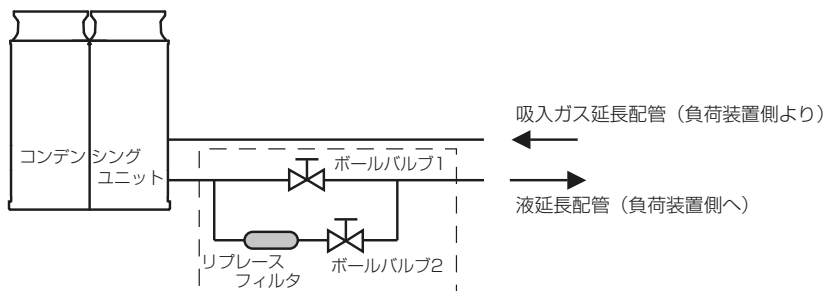 吸入ガス延長配管（負荷装置側より）
コンデンシング
ユニット
ボールバルブ1
液延長配管（負荷装置側へ）
リプレース
フィルタ
ボールバルブ2